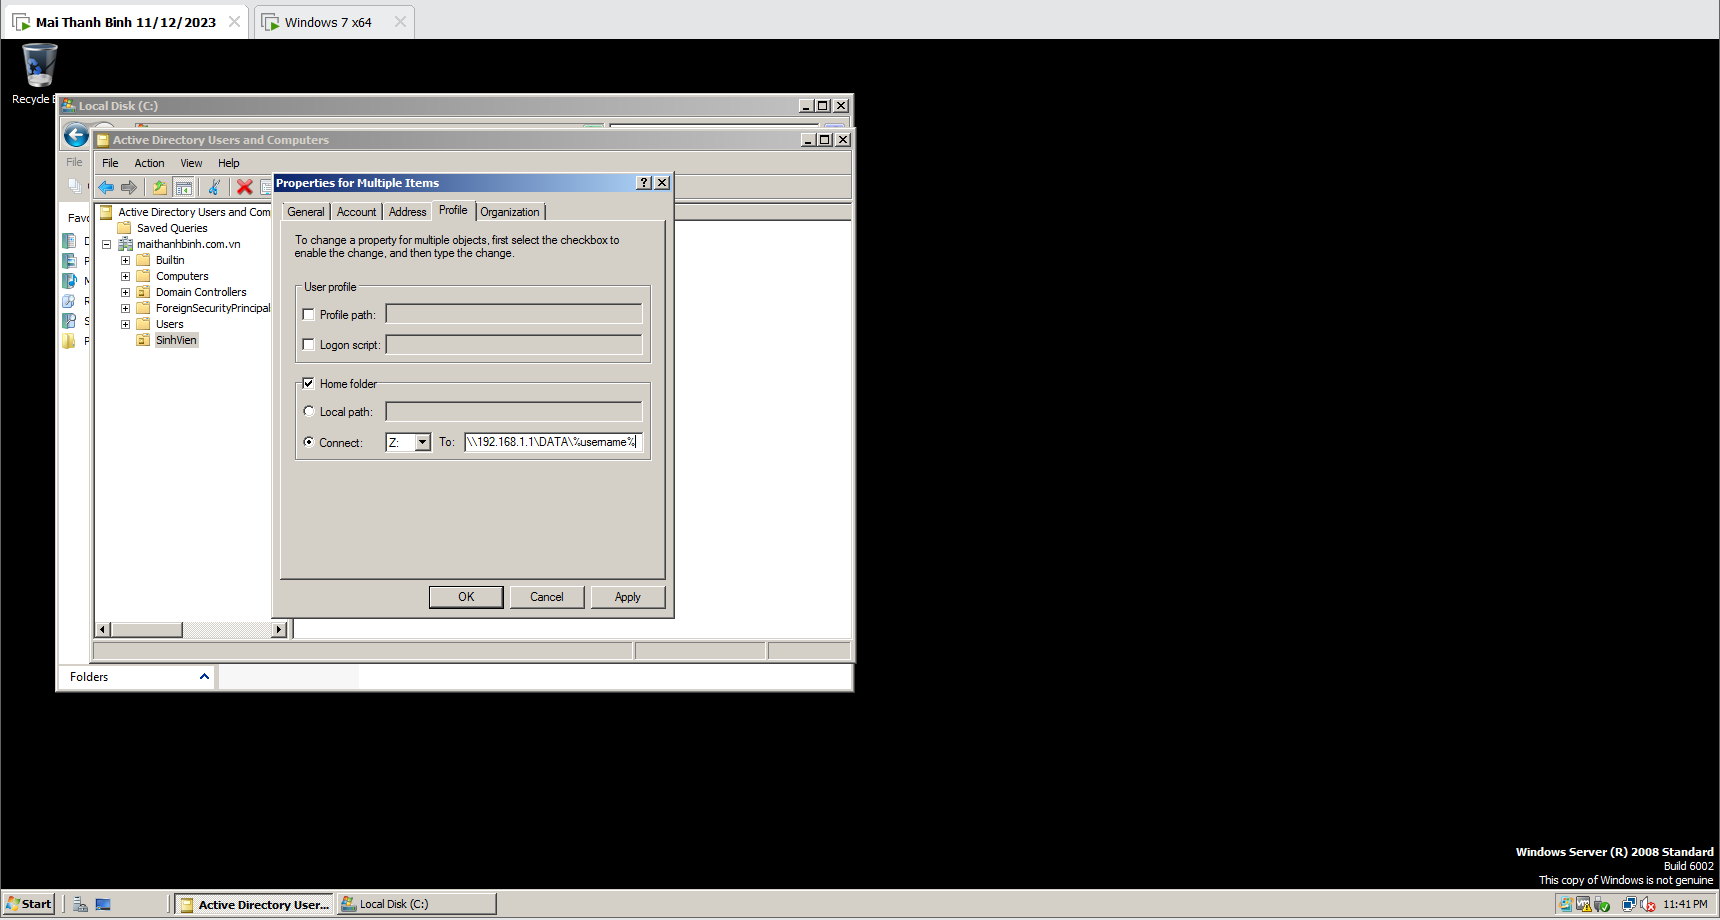 Mai Thanh Binh 11/12/2023
Windows 7 x64
Recycle
Local Disk (C:)
Active Directory Users and Computers
File
File Action View Help
Properties for Multiple Items
General Account Address Profile Organization
To change a property for multiple objects, first select the checkbox to
enable the change, and then type the change.
User profile
Profile path:
Logon script:
Home folder
Local path:
Connect: Z: To: \\192.168.1.1\DATA\%username%
OK Cancel Apply
Active Directory Users and Com
Saved Queries
maithanhbinh.com.vn
Builtin
Computers
Domain Controllers
ForeignSecurityPrincipal
Users
SinhVien
Favo
D
P
M
R
S
P
Folders
Windows Server (R) 2008 Standard
Build 6002
This copy of Windows is not genuine
Start
Active Directory User...
Local Disk (C:)
11:41 PM